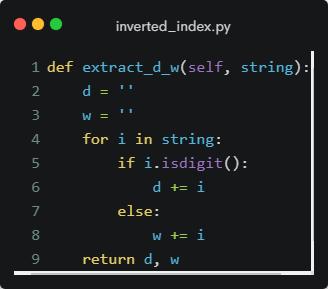 inverted_index.py
1 def extract_d_w(self, string):
2     d = ''
3     w = ''
4     for i in string:
5         if i.isdigit():
6             d += i
7         else:
8             w += i
9     return d, w